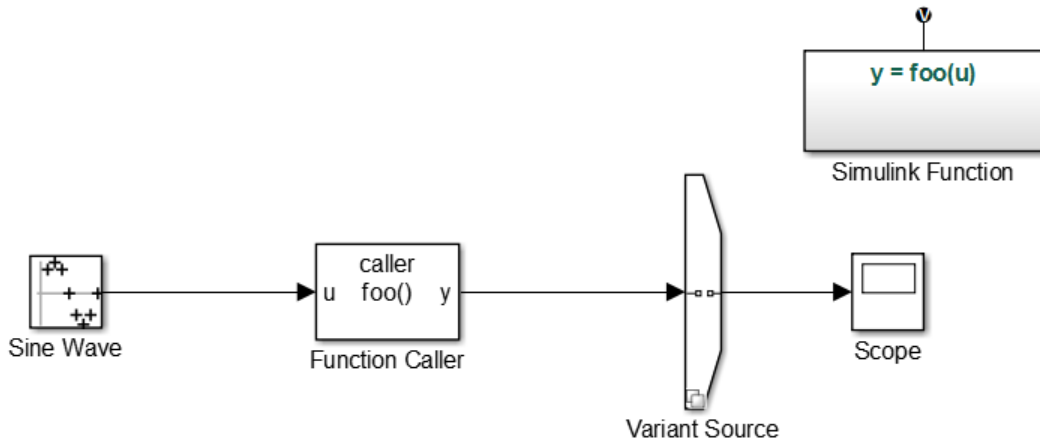 V
y = foo(u)
Simulink Function
caller
u foo() y
Sine Wave
Function Caller
Scope
Variant Source